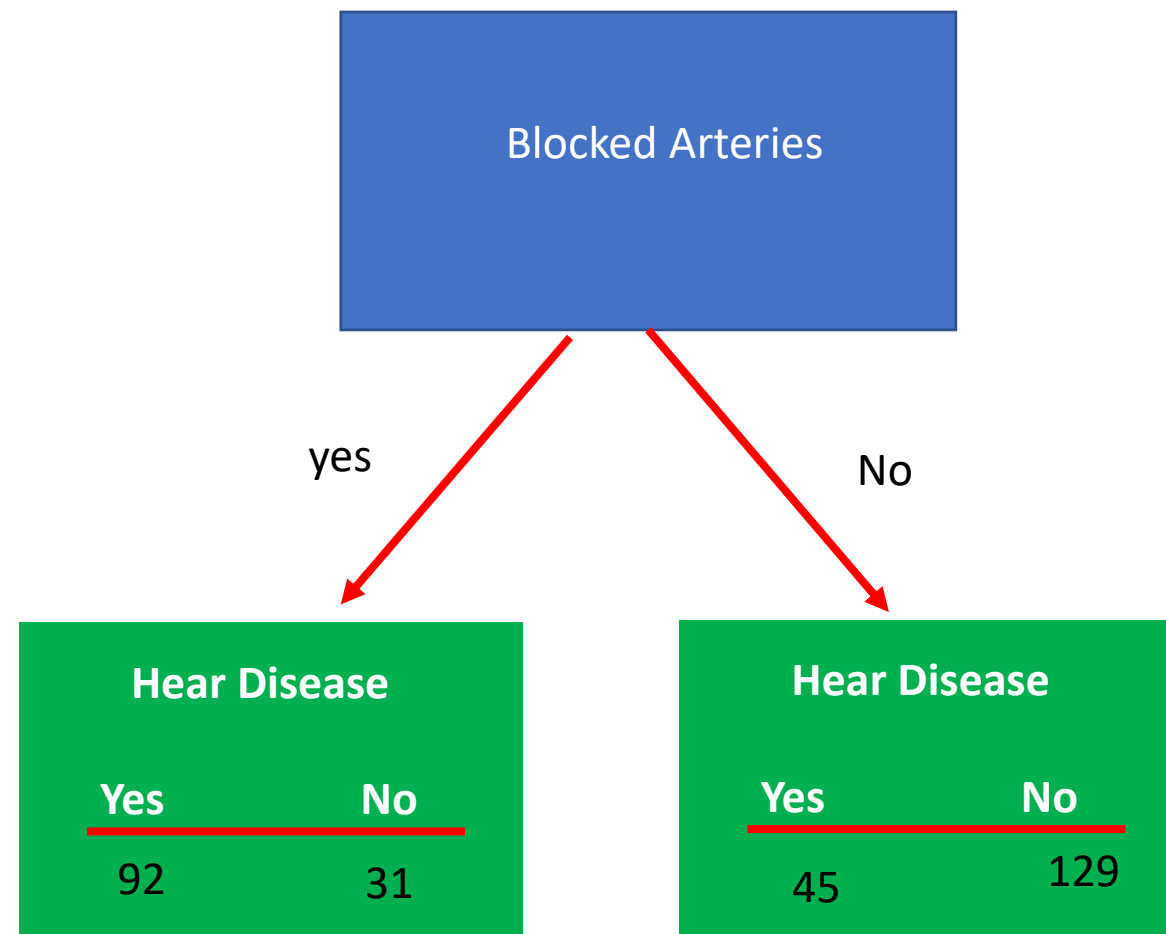 Blocked Arteries
yes
No
Hear Disease
Yes No
92 31
Hear Disease
Yes No
45 129